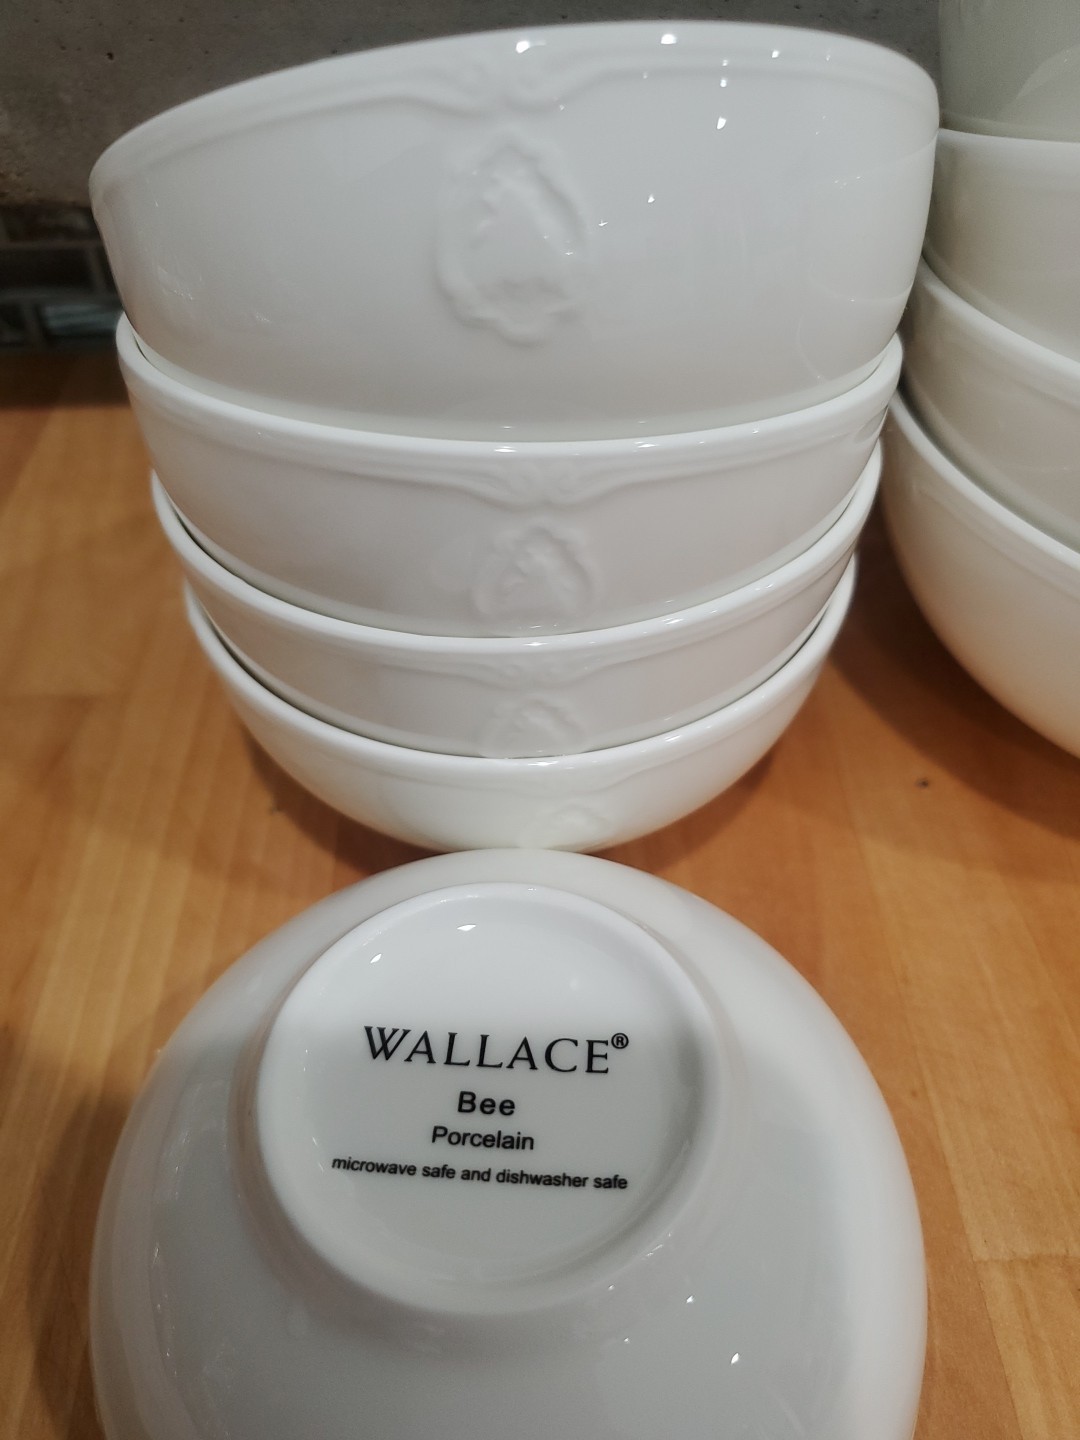 WALLACE®
Bee
Porcelain
microwave safe and dishwasher safe